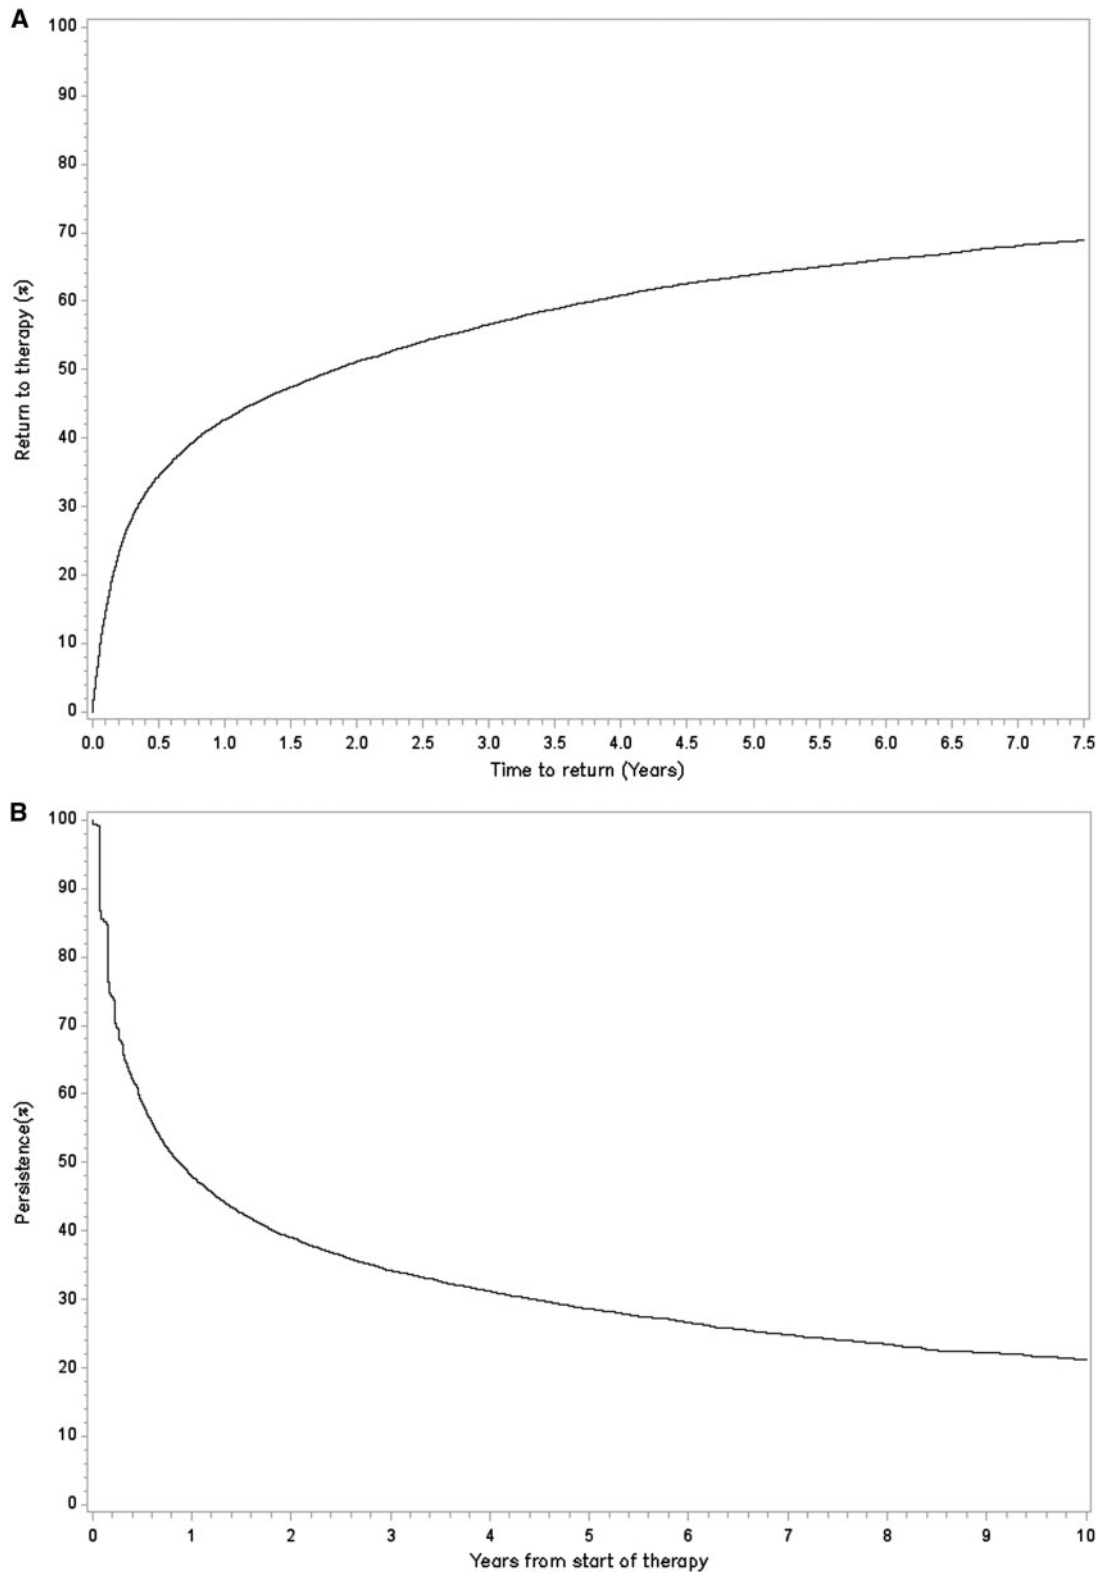 A
100
90
80
70
60
50
40
30
20
10
0
Return to therapy (%)
0.0 0.5 1.0 1.5 2.0 2.5 3.0 3.5 4.0 4.5 5.0 5.5 6.0 6.5 7.0 7.5
Time to return (Years)
B
100
90
80
70
60
50
40
30
20
10
0
Persistence(%)
0 1 2 3 4 5 6 7 8 9 10
Years from start of therapy